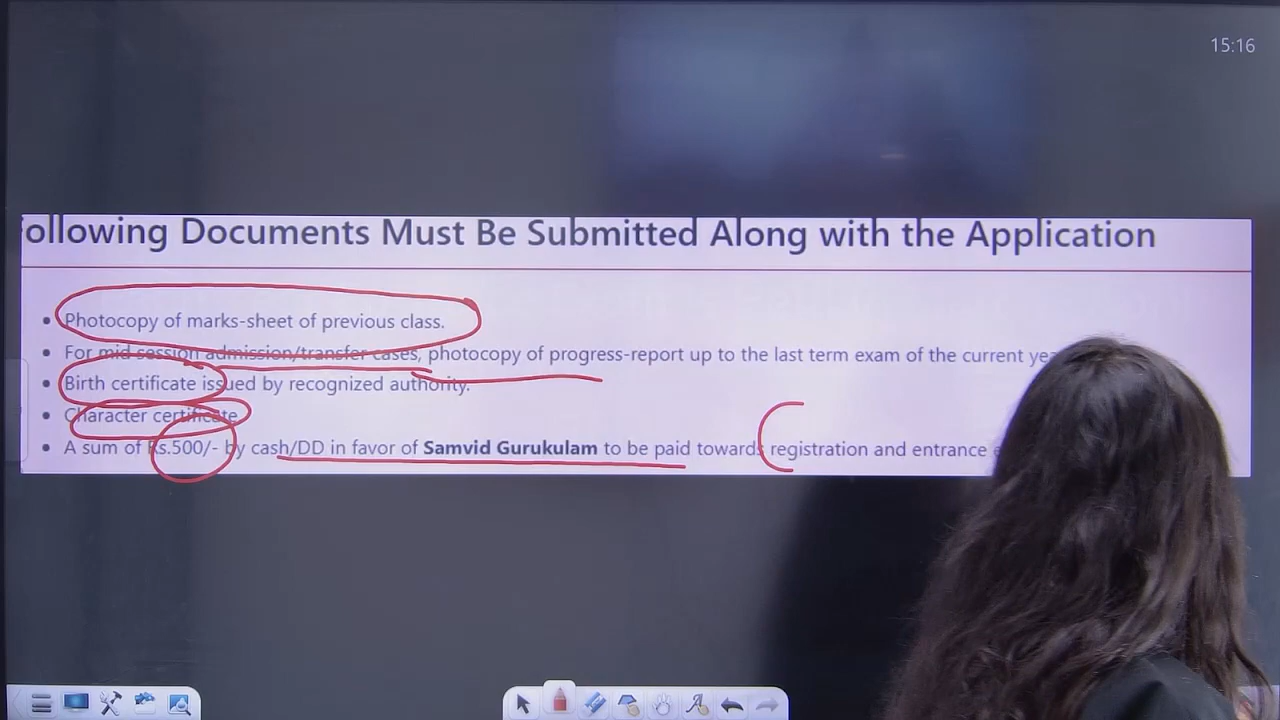 15:16
ollowing Documents Must Be Submitted Along with the Application
• Photocopy of marks-sheet of previous class.
• For mid session admission/transfer cases, photocopy of progress-report up to the last term exam of the current
• Birth certificate issued by recognized authority.
• Character certificate
• A sum of Rs.500/- by cash/DD in favor of Samvid Gurukulam to be paid towards registration and entrance